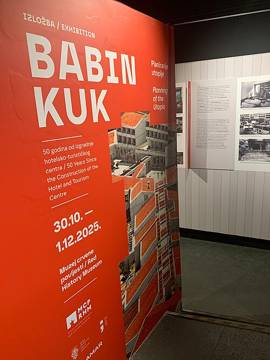 IZLOŽBA / EXHIBITION
BABIN
KUK
Planiranje
utopije
Planning
of the
Utopia
50 godina od izgradnje
hotelsko-turističkog
centra / 50 Years Since
the Construction of the
Hotel and Tourism
Centre
30.10. —
1.12.2025.
Muzej crvene
povijesti / Red
History Museum